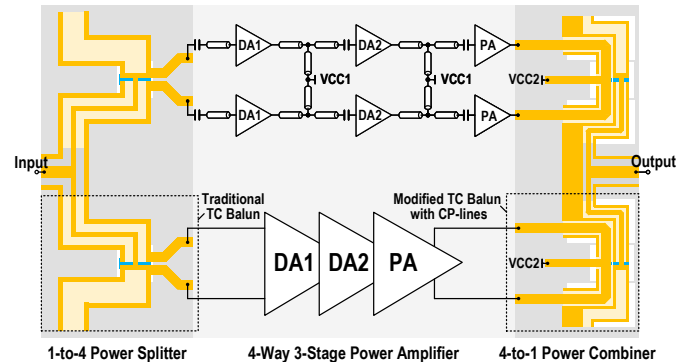 DA1
DA2
PA
VCC1
VCC1
VCC2
DA1
DA2
PA
Input
Output
Traditional
TC Balun
Modified TC Balun
with CP-lines
DA1
DA2
PA
VCC2
1-to-4 Power Splitter
4-Way 3-Stage Power Amplifier
4-to-1 Power Combiner